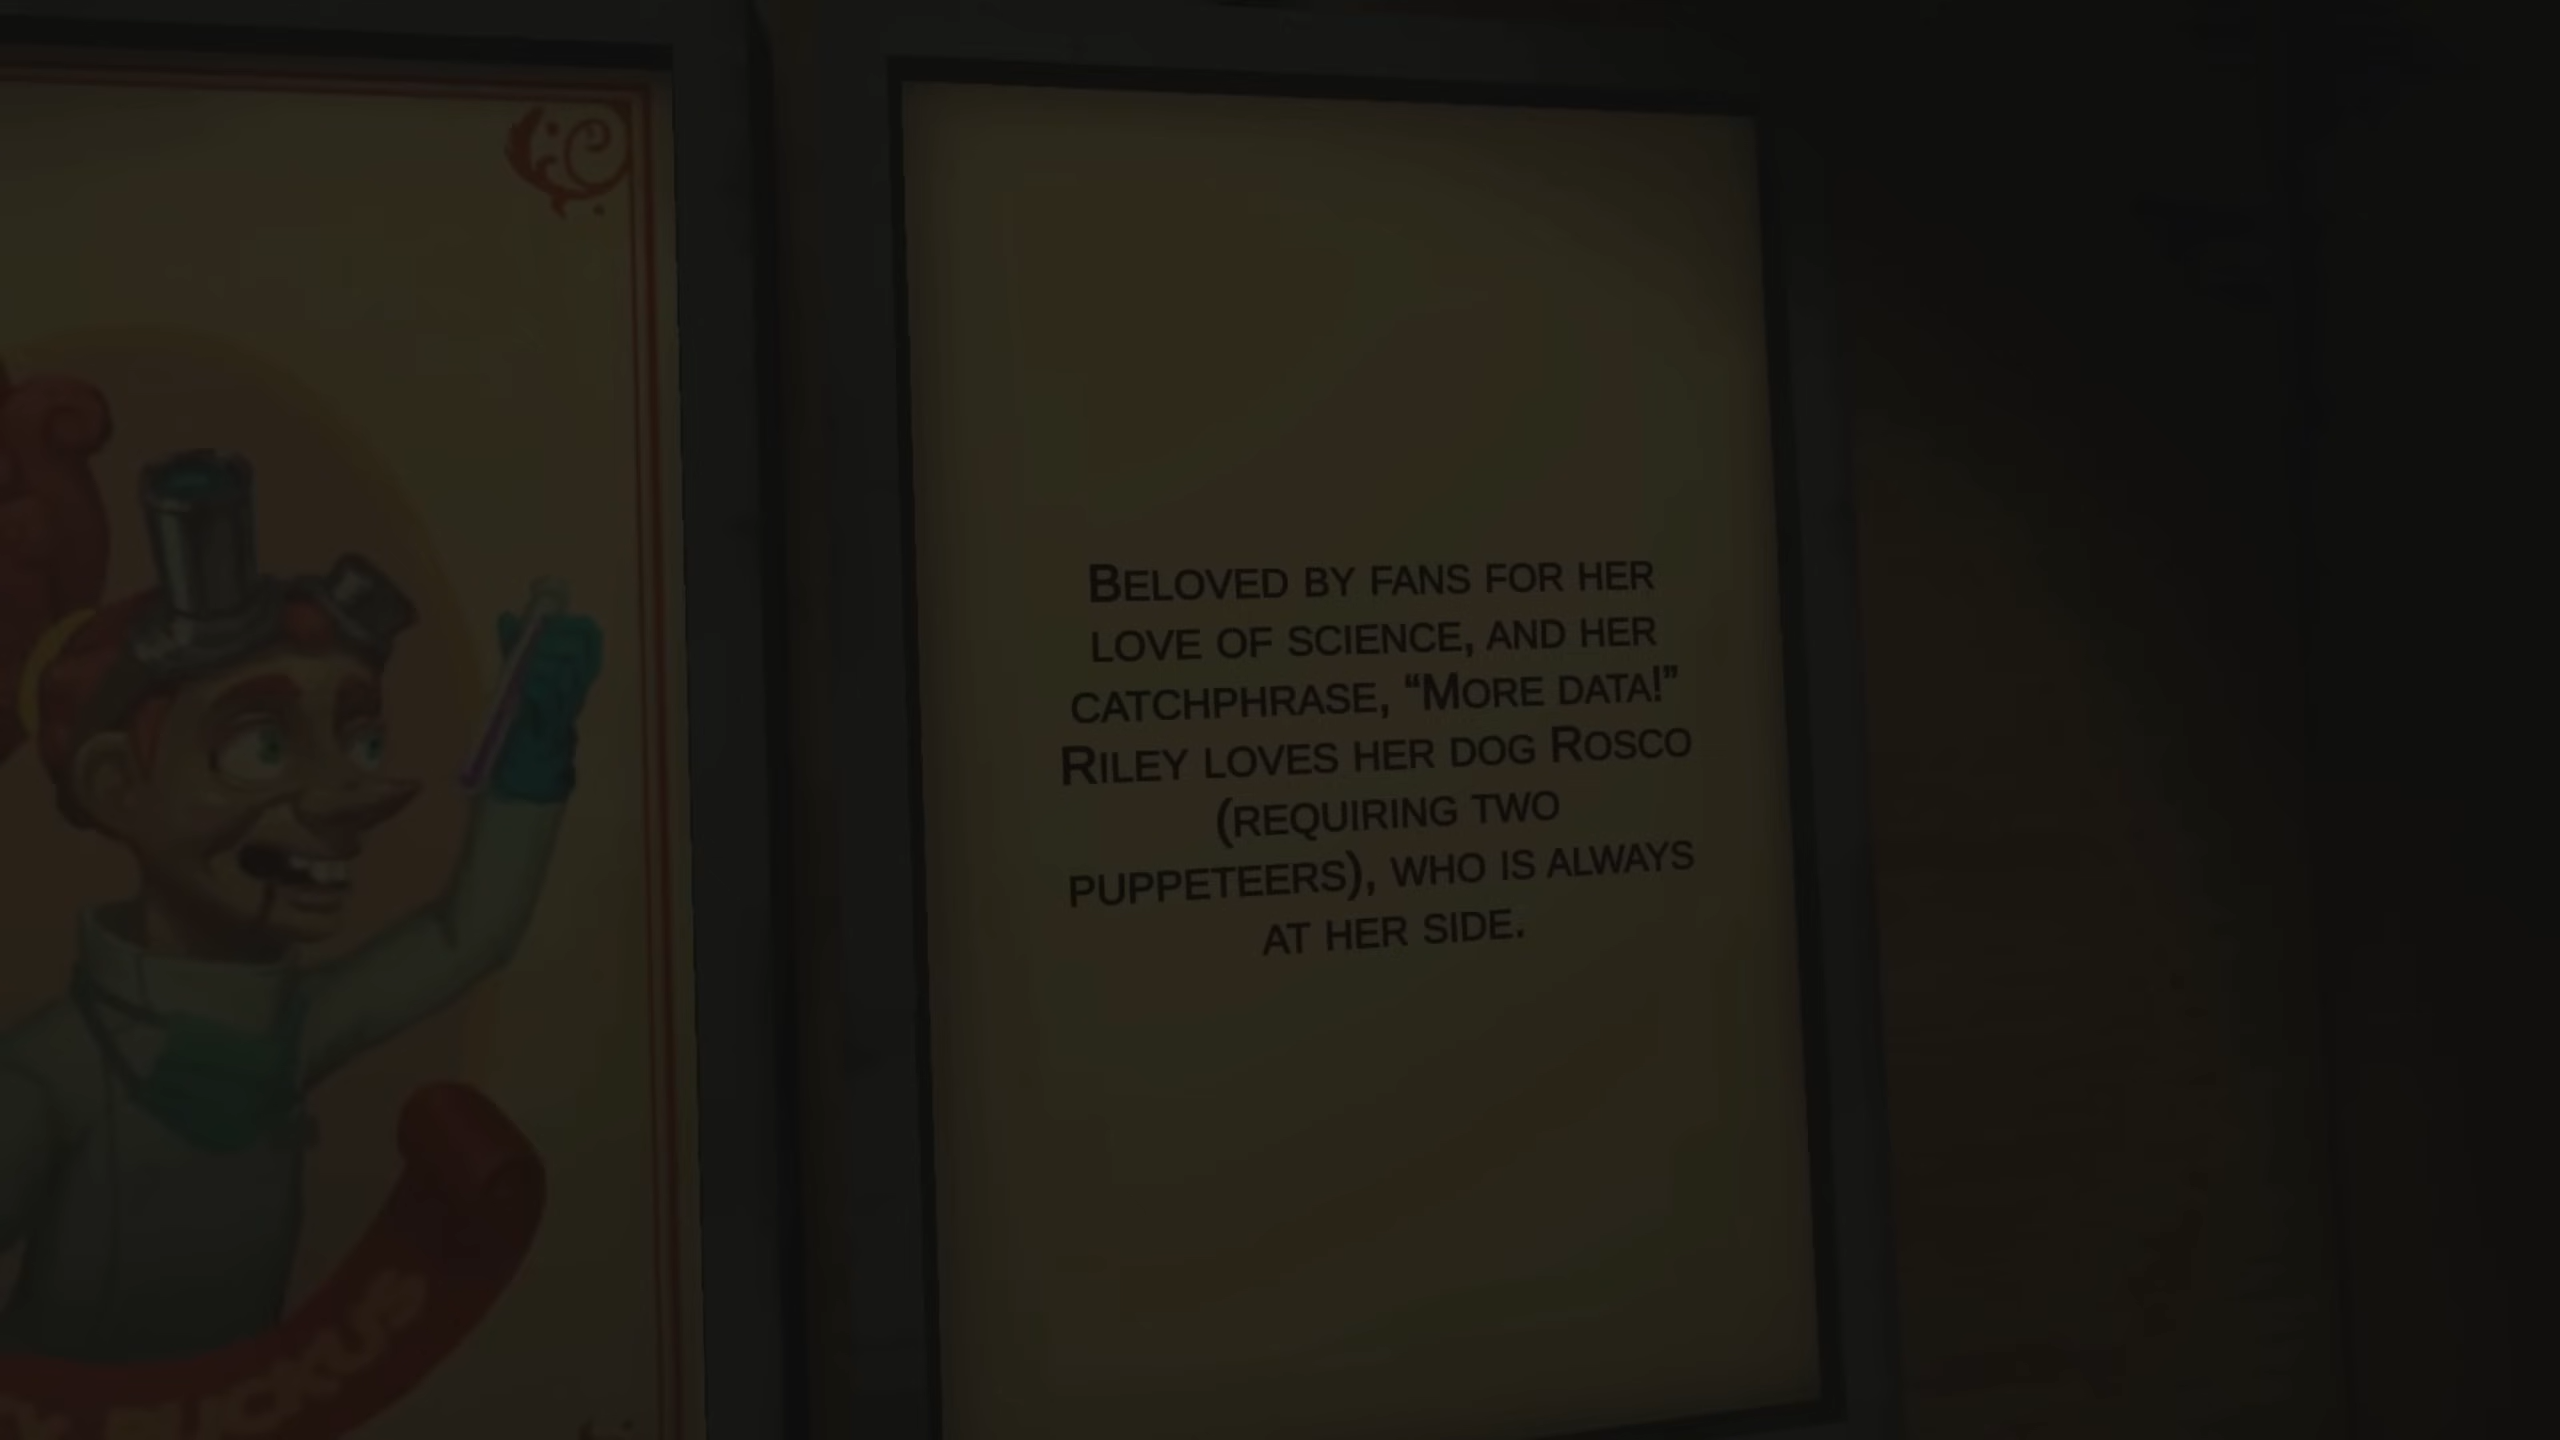 Beloved by fans for her
love of science, and her
catchphrase, “More data!”
Riley loves her dog Rosco
(requiring two
puppeteers), who is always
at her side.
Ruckus